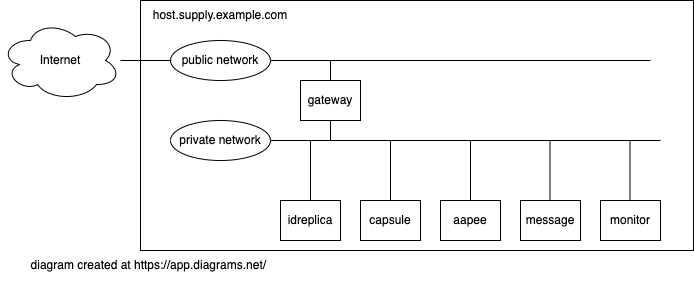 host.supply.example.com
Internet
public network
gateway
private network
idreplica
capsule
aapee
message
monitor
diagram created at https://app.diagrams.net/